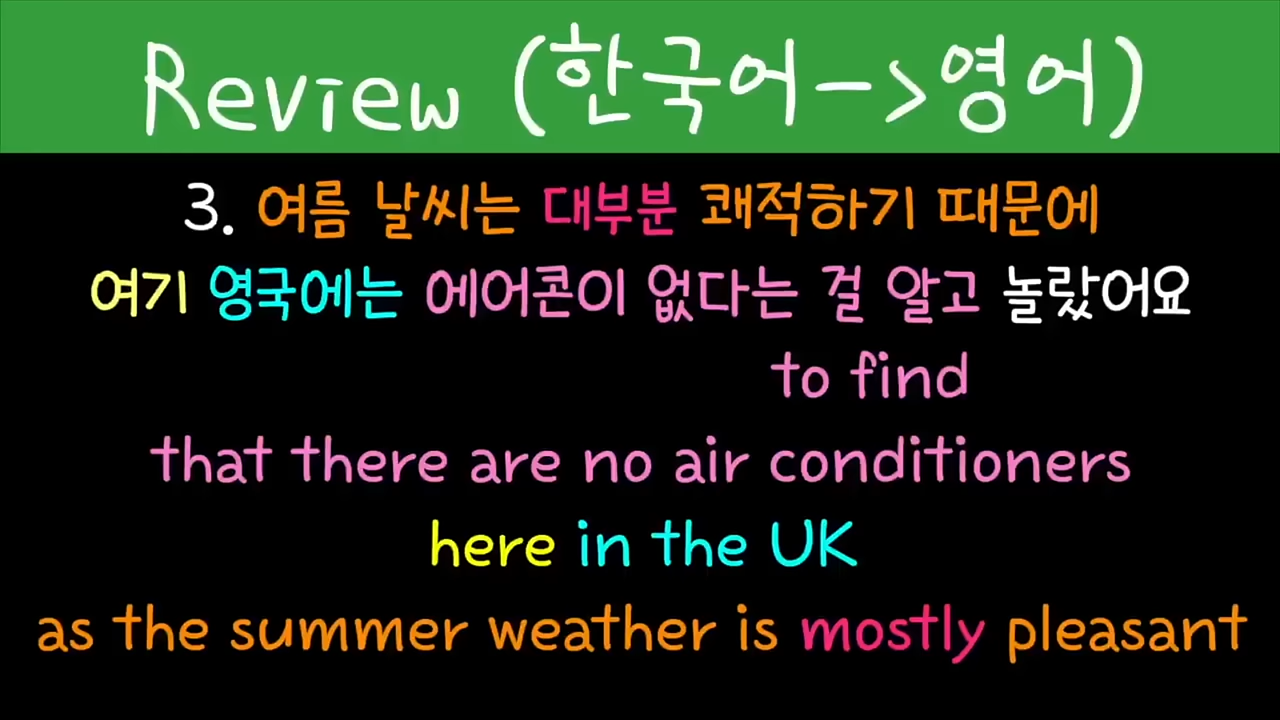 Review (한국어->영어)
3. 여름 날씨는 대부분 쾌적하기 때문에
여기 영국에는 에어콘이 없다는 걸 알고 놀랐어요
to find
that there are no air conditioners
here in the UK
as the summer weather is mostly pleasant